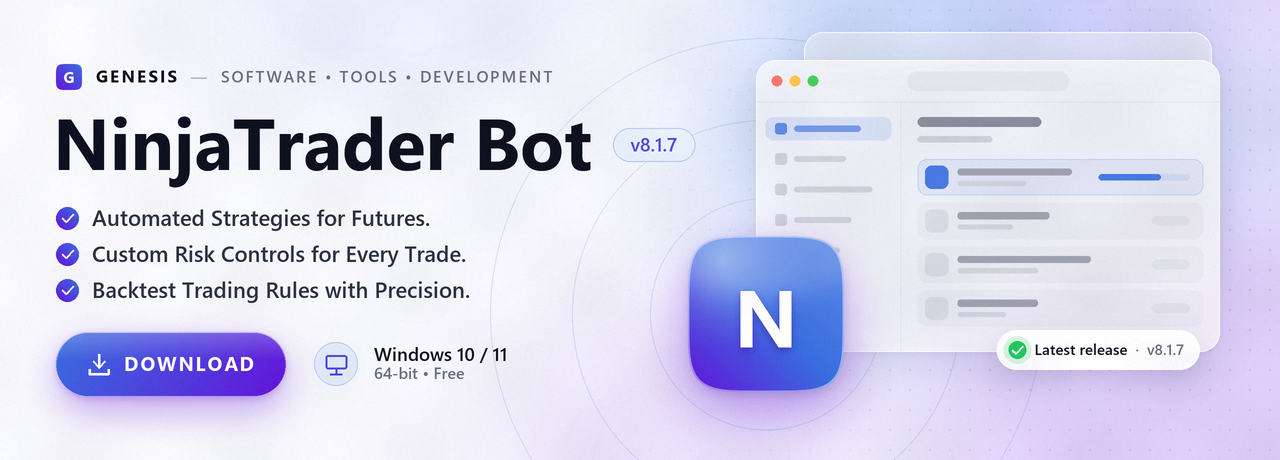 G GENESIS — SOFTWARE • TOOLS • DEVELOPMENT
NinjaTrader Bot v8.1.7
Automated Strategies for Futures.
Custom Risk Controls for Every Trade.
Backtest Trading Rules with Precision.
DOWNLOAD
Windows 10 / 11
64-bit • Free
N
Latest release · v8.1.7